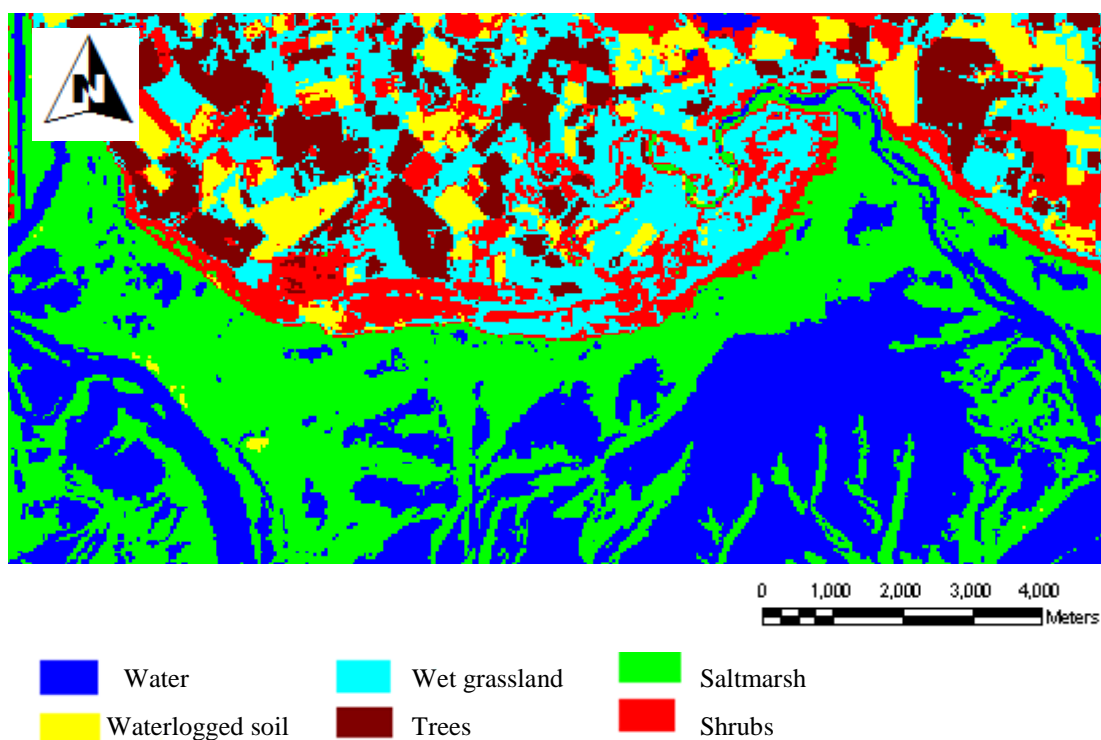 N
0 1,000 2,000 3,000 4,000
Meters
Water Wet grassland Saltmarsh
Waterlogged soil Trees Shrubs